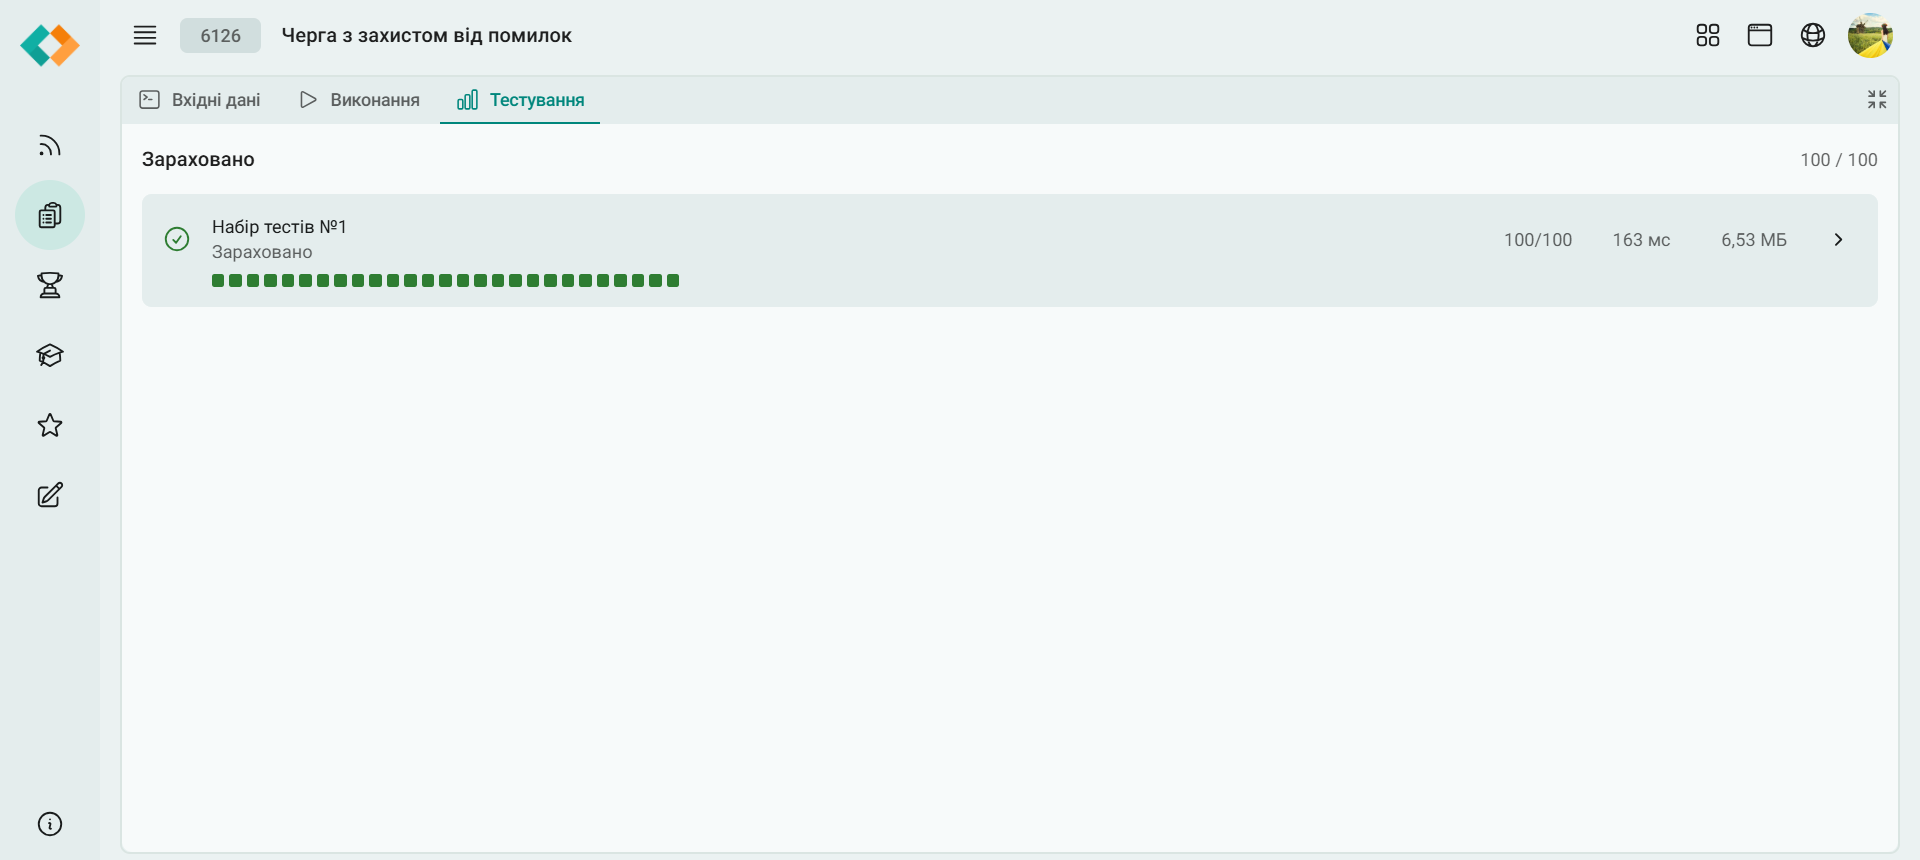 6126 Черга з захистом від помилок
Вхідні дані Виконання Тестування
Зараховано 100 / 100
Набір тестів №1
Зараховано
100/100 163 мс 6,53 МБ